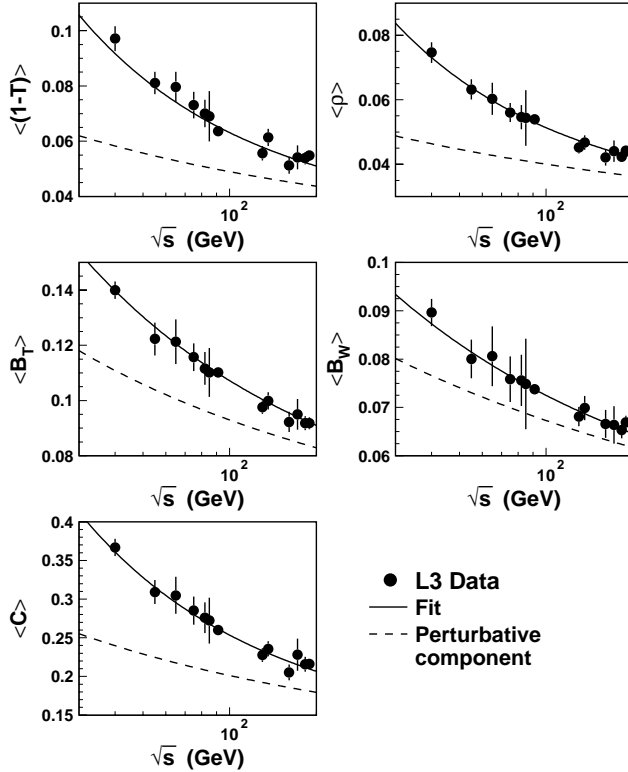 <(1-T)>
0.1
0.08
0.06
0.04
10²
√s (GeV)
<ρ>
0.08
0.06
0.04
10²
√s (GeV)
<B_T>
0.14
0.12
0.1
0.08
10²
√s (GeV)
<B_W>
0.1
0.09
0.08
0.07
0.06
10²
√s (GeV)
<C>
0.4
0.35
0.3
0.25
0.2
0.15
10²
√s (GeV)
L3 Data
Fit
Perturbative
component